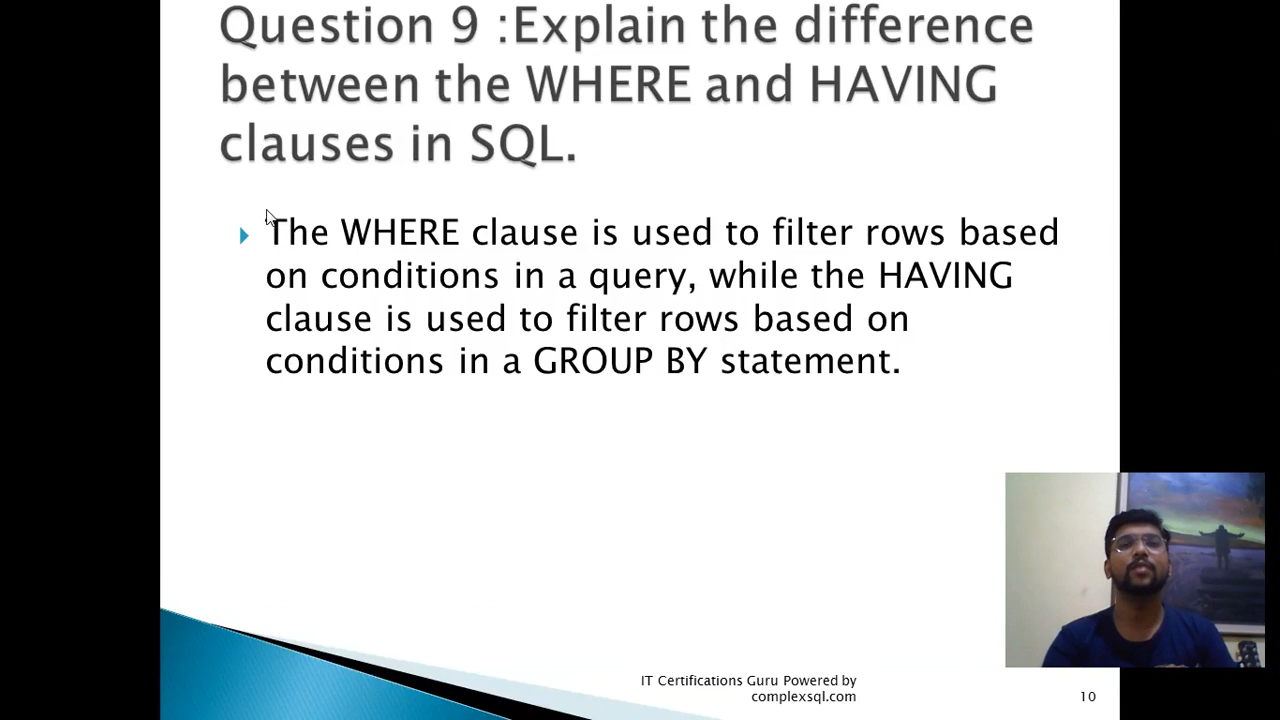 Question 9 :Explain the difference
between the WHERE and HAVING
clauses in SQL.
The WHERE clause is used to filter rows based
on conditions in a query, while the HAVING
clause is used to filter rows based on
conditions in a GROUP BY statement.
IT Certifications Guru Powered by
complexsql.com
10